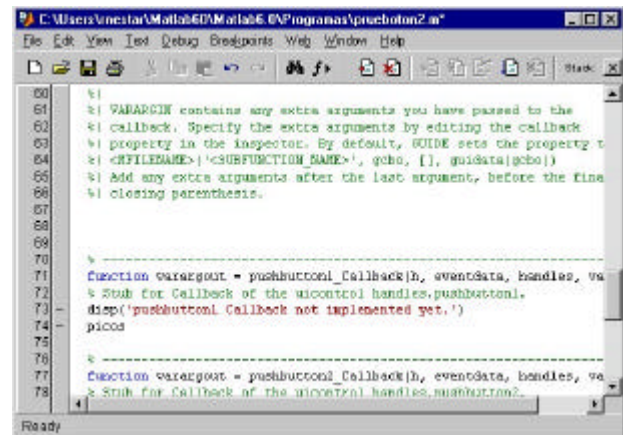 C:\Users\rnestar\Matlab60\Matlab6.0\Programas\prueboton2.m*
File Edit View Text Debug Breakpoints Web Window Help
Stack:
60 %|
61 %| VARARGIN contains any extra arguments you have passed to the
62 %| callback. Specify the extra arguments by editing the callback
63 %| property in the inspector. By default, GUIDE sets the property t
64 %| <MFILENAME>('<SUBFUNCTION_NAME>', gcbo, [], guidata(gcbo))
65 %| Add any extra arguments after the last argument, before the fina
66 %| closing parenthesis.
67
68
69
70 % --------------------------------------------------------------------
71 function varargout = pushbutton1_Callback(h, eventdata, handles, va
72 % Stub for Callback of the uicontrol handles.pushbutton1.
73 - disp('pushbutton1 Callback not implemented yet.')
74 - picos
75
76 % --------------------------------------------------------------------
77 function varargout = pushbutton2_Callback(h, eventdata, handles, va
78 % Stub for Callback of the uicontrol handles.pushbutton2.
Ready